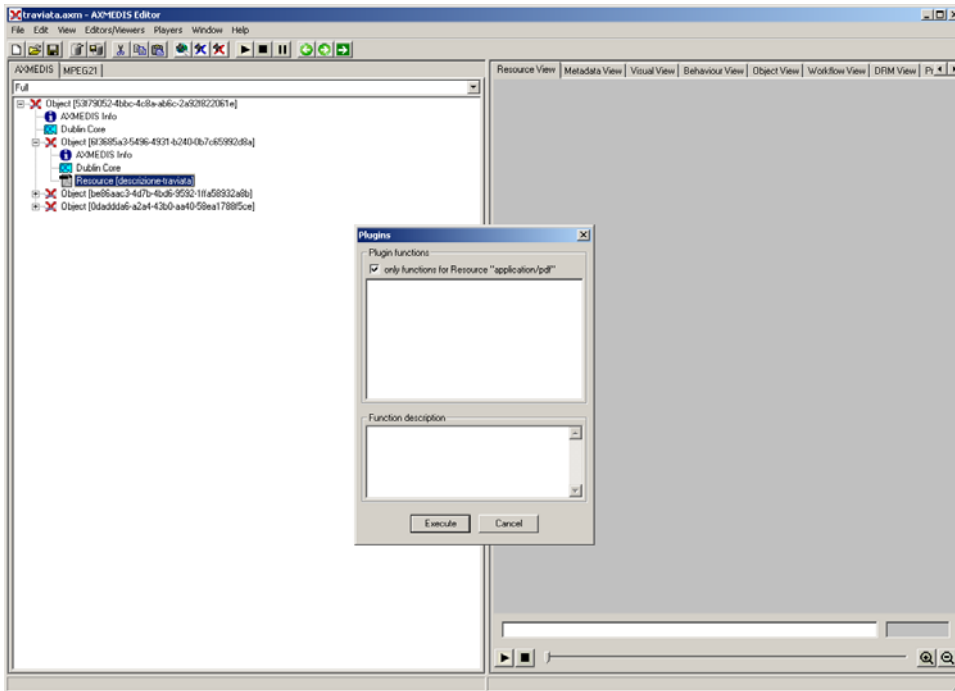 traviata.axm - AXMEDIS Editor
File Edit View Editors/Viewers Players Window Help
AXMEDIS MPEG21
Full
Object [53f79052-4bbc-4c8a-ab6c-2a92f822061e]
AXMEDIS Info
Dublin Core
Object [6f3685a3-5496-4931-b240-0b7c65992d8a]
AXMEDIS Info
Dublin Core
Resource [descrizione-traviata]
Object [be86aac3-4d7b-4bd6-9592-1ffa58932a8b]
Object [0daddda6-a2a4-43b0-aa40-58ea1788f5ce]
Resource View Metadata View Visual View Behaviour View Object View Workflow View DRM View
Plugins
Plugin functions
only functions for Resource "application/pdf"
Function description
Execute Cancel